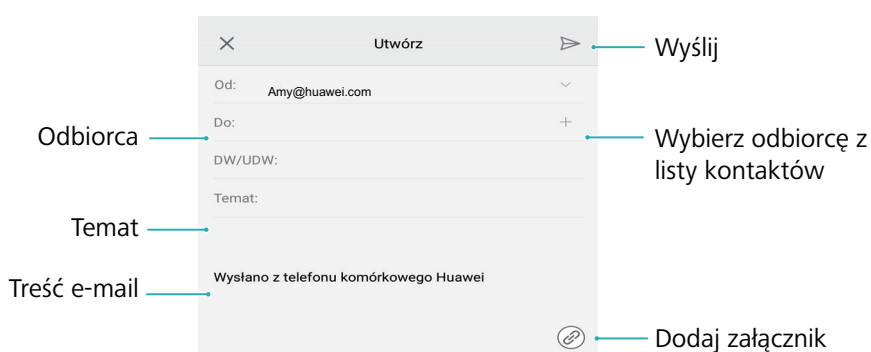 Utwórz
Wyślij
Od:
Amy@huawei.com
Odbiorca
Do:
Wybierz odbiorcę z
listy kontaktów
DW/UDW:
Temat:
Temat
Treść e-mail
Wysłano z telefonu komórkowego Huawei
Dodaj załącznik